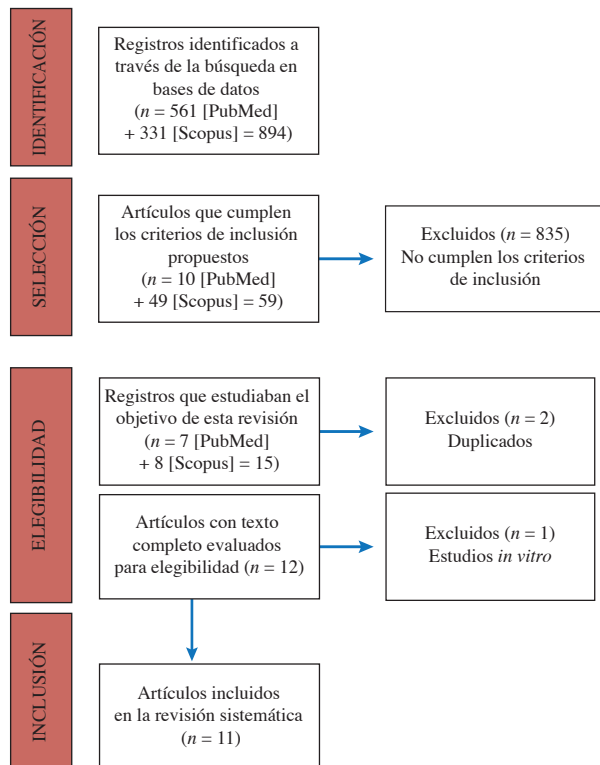 IDENTIFICACIÓN
Registros identificados a
través de la búsqueda en
bases de datos
(n = 561 [PubMed]
+ 331 [Scopus] = 894)
SELECCIÓN
Artículos que cumplen
los criterios de inclusión
propuestos
(n = 10 [PubMed]
+ 49 [Scopus] = 59)
Excluidos (n = 835)
No cumplen los criterios
de inclusión
ELEGIBILIDAD
Registros que estudiaban el
objetivo de esta revisión
(n = 7 [PubMed]
+ 8 [Scopus] = 15)
Excluidos (n = 2)
Duplicados
Artículos con texto
completo evaluados
para elegibilidad (n = 12)
Excluidos (n = 1)
Estudios in vitro
INCLUSIÓN
Artículos incluidos
en la revisión sistemática
(n = 11)